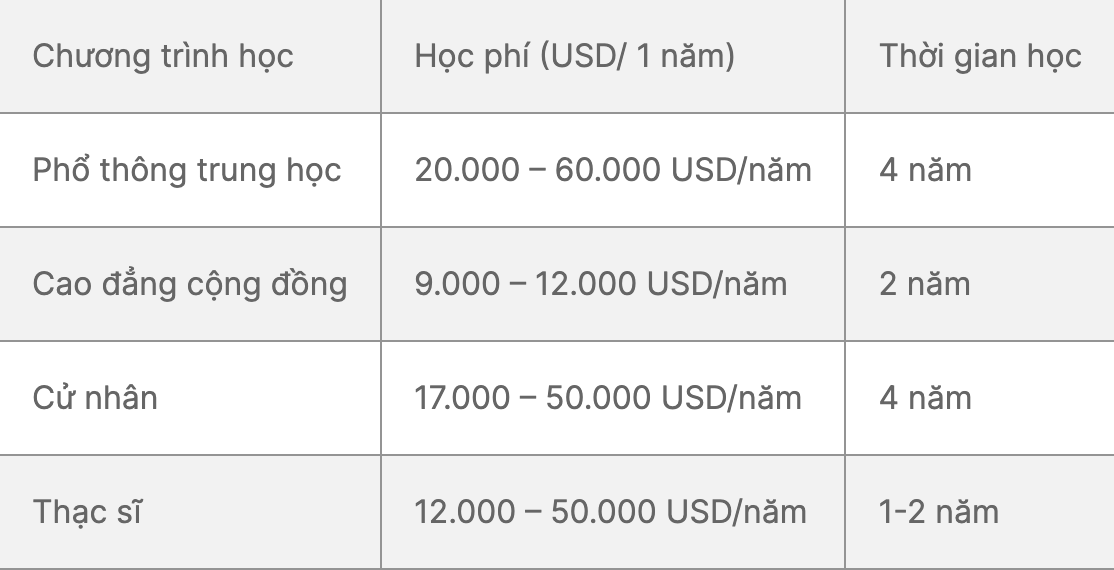 Chương trình học Học phí (USD/ 1 năm) Thời gian học
Phổ thông trung học 20.000 – 60.000 USD/năm 4 năm
Cao đẳng cộng đồng 9.000 – 12.000 USD/năm 2 năm
Cử nhân 17.000 – 50.000 USD/năm 4 năm
Thạc sĩ 12.000 – 50.000 USD/năm 1-2 năm